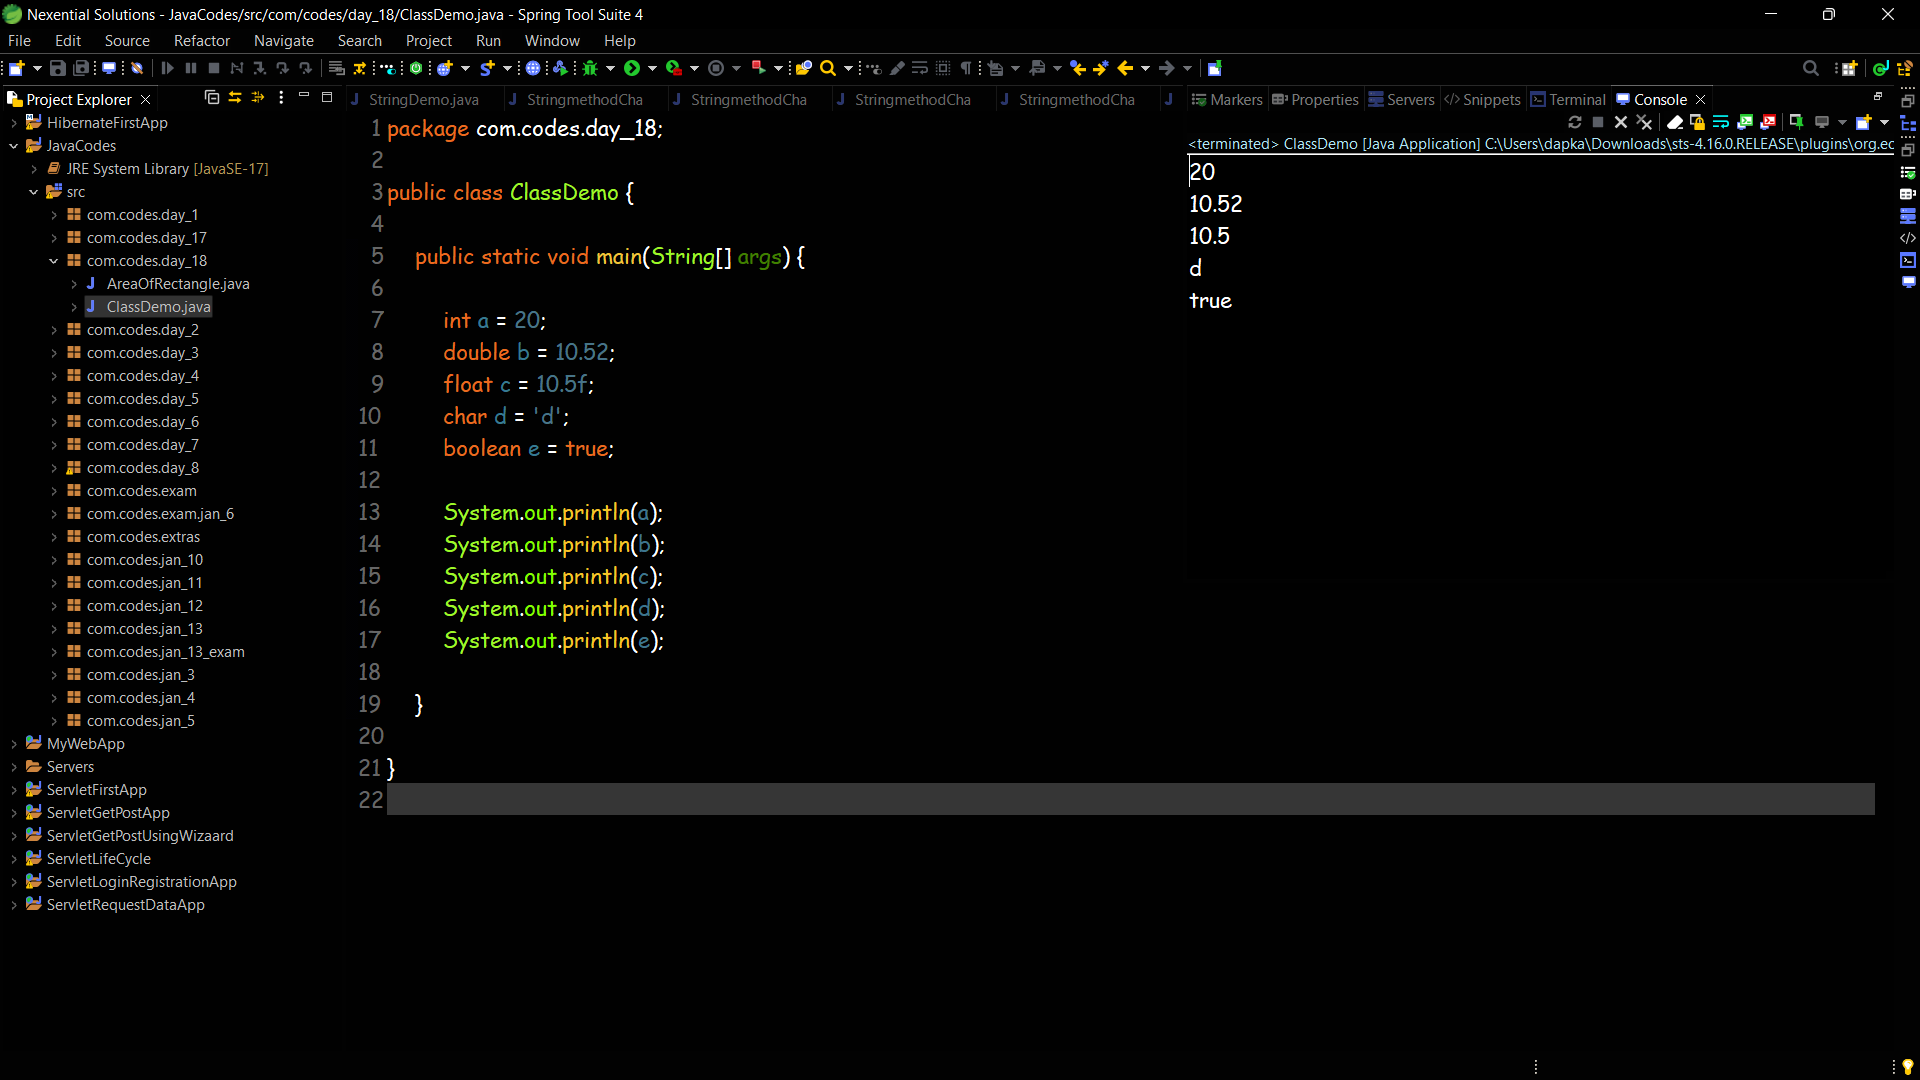 Nexential Solutions - JavaCodes/src/com/codes/day_18/ClassDemo.java - Spring Tool Suite 4
File Edit Source Refactor Navigate Search Project Run Window Help
Project Explorer
HibernateFirstApp
JavaCodes
JRE System Library [JavaSE-17]
src
com.codes.day_1
com.codes.day_17
com.codes.day_18
AreaOfRectangle.java
ClassDemo.java
com.codes.day_2
com.codes.day_3
com.codes.day_4
com.codes.day_5
com.codes.day_6
com.codes.day_7
com.codes.day_8
com.codes.exam
com.codes.exam.jan_6
com.codes.extras
com.codes.jan_10
com.codes.jan_11
com.codes.jan_12
com.codes.jan_13
com.codes.jan_13_exam
com.codes.jan_3
com.codes.jan_4
com.codes.jan_5
MyWebApp
Servers
ServletFirstApp
ServletGetPostApp
ServletGetPostUsingWizaard
ServletLifeCycle
ServletLoginRegistrationApp
ServletRequestDataApp
StringDemo.java StringmethodCha StringmethodCha StringmethodCha StringmethodCha
1 package com.codes.day_18;
2
3 public class ClassDemo {
4
5 public static void main(String[] args) {
6
7 int a = 20;
8 double b = 10.52;
9 float c = 10.5f;
10 char d = 'd';
11 boolean e = true;
12
13 System.out.println(a);
14 System.out.println(b);
15 System.out.println(c);
16 System.out.println(d);
17 System.out.println(e);
18
19 }
20
21 }
22
Markers Properties Servers Snippets Terminal Console
<terminated> ClassDemo [Java Application] C:\Users\dapka\Downloads\sts-4.16.0.RELEASE\plugins\org.ec
20
10.52
10.5
d
true